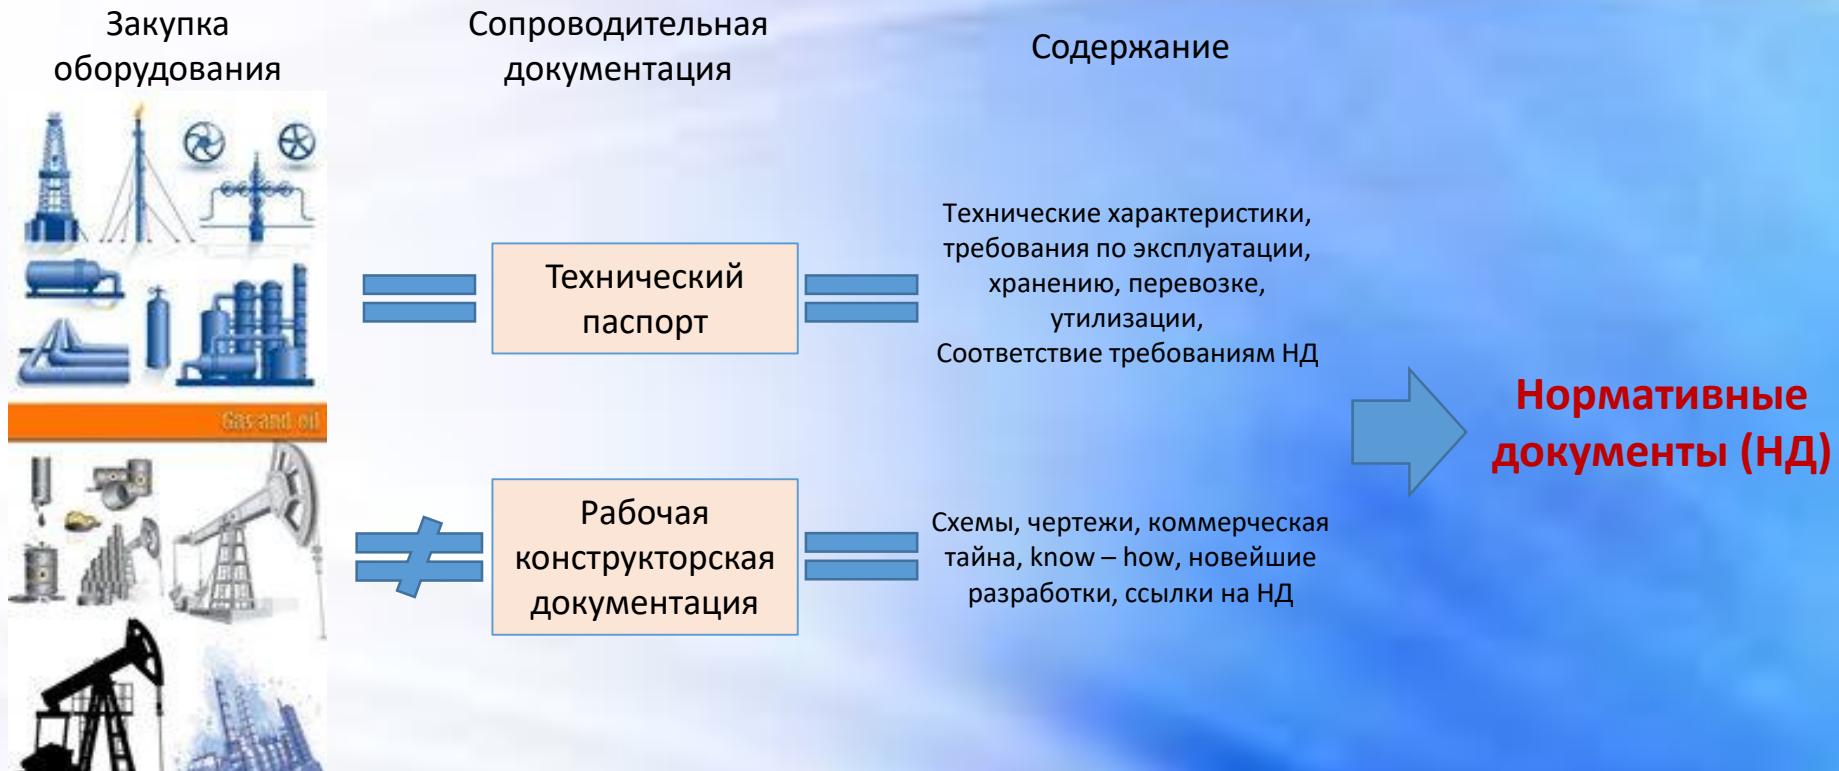 Закупка
оборудования
Сопроводительная
документация
Содержание
Gas and oil
Технический
паспорт
Технические характеристики,
требования по эксплуатации,
хранению, перевозке,
утилизации,
Соответствие требованиям НД
Рабочая
конструкторская
документация
Схемы, чертежи, коммерческая
тайна, know – how, новейшие
разработки, ссылки на НД
Нормативные
документы (НД)